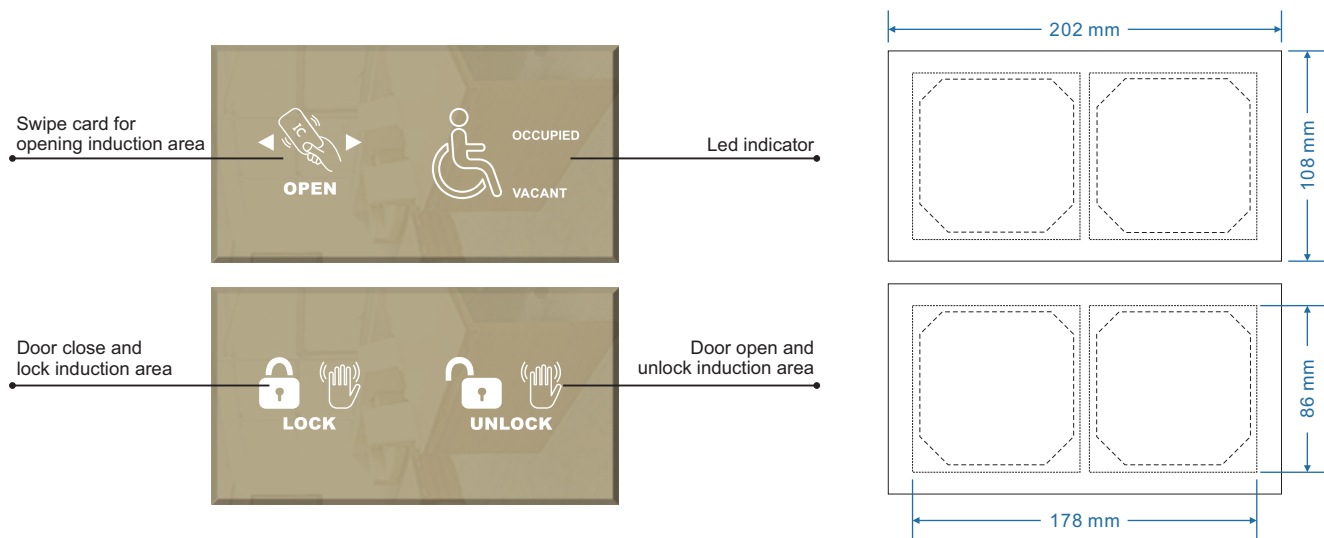 202 mm
Swipe card for
opening induction area
IC
OPEN
OCCUPIED
VACANT
Led indicator
108 mm
Door close and
lock induction area
LOCK
UNLOCK
Door open and
unlock induction area
86 mm
178 mm